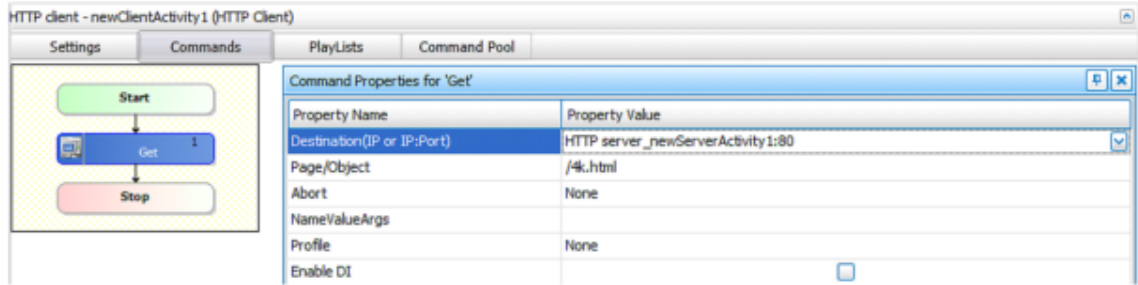 HTTP client - newClientActivity1 (HTTP Client)
Settings Commands PlayLists Command Pool
Start
Get 1
Stop
Command Properties for 'Get'
Property Name Property Value
Destination(IP or IP:Port) HTTP server_newServerActivity1:80
Page/Object /4k.html
Abort None
NameValueArgs
Profile None
Enable DI